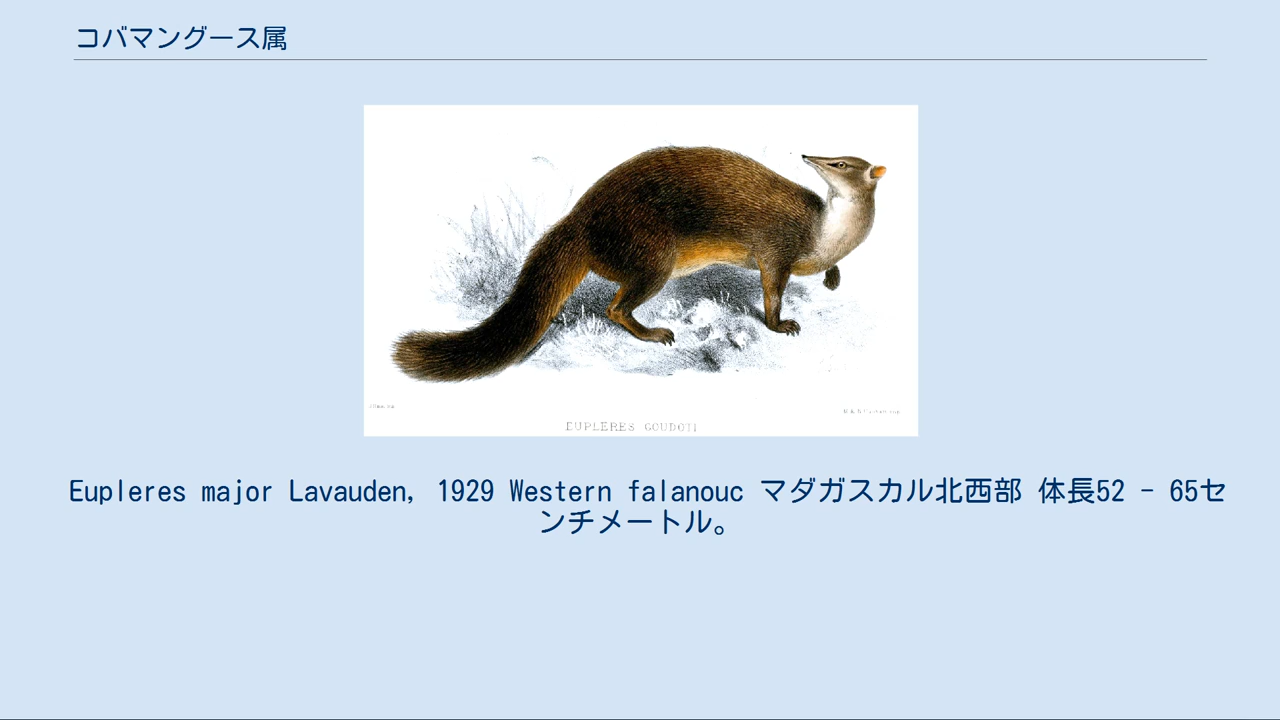 コバマングース属
EUPLERES GOUDOTI
Eupleres major Lavauden, 1929 Western falanouc マダガスカル北西部 体長52 - 65セ
ンチメートル。